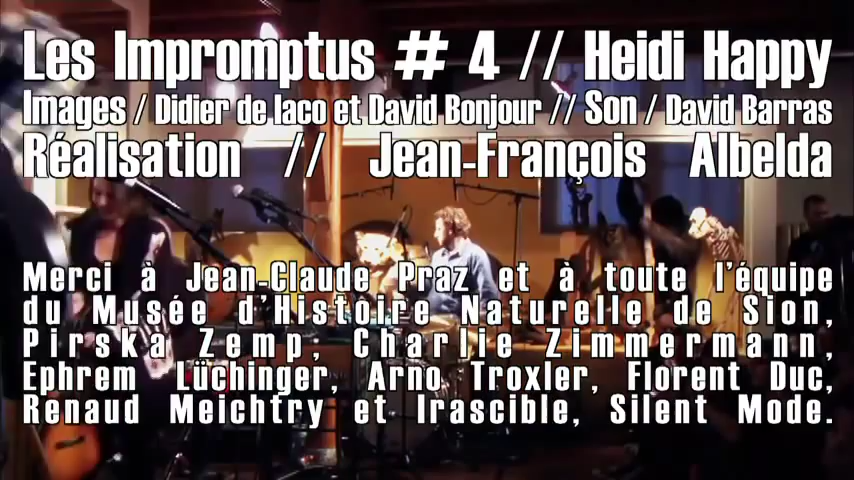 Les Impromptus # 4 // Heidi Happy
Images / Didier de Iaco et David Bonjour // Son / David Barras
Réalisation // Jean-François Albelda
Merci à Jean-Claude Praz et à toute l'équipe
du Musée d'Histoire Naturelle de Sion,
Pirska Zemp, Charlie Zimmermann,
Ephrem Lüchinger, Arno Troxler, Florent Duc,
Renaud Meichtry et Irascible, Silent Mode.